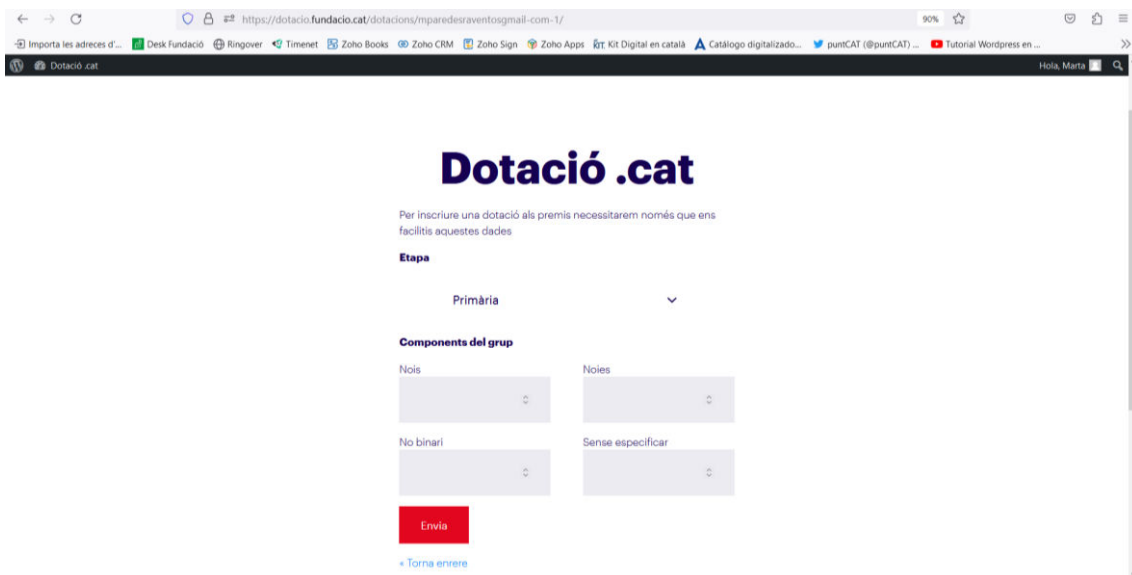 https://dotacio.fundacio.cat/dotacions/mparedesraventosgmail-com-1/ 90%
Importa les adreces d'... Desk Fundació Ringover Timenet Zoho Books Zoho CRM Zoho Sign Zoho Apps Kit Digital en català Catálogo digitalizado... puntCAT (@puntCAT) ... Tutorial Wordpress en ...
Dotació .cat Hola, Marta
Dotació .cat
Per inscriure una dotació als premis necessitarem només que ens
facilitis aquestes dades
Etapa
Primària
Components del grup
Nois Noies
No binari Sense especificar
Envia
« Torna enrere